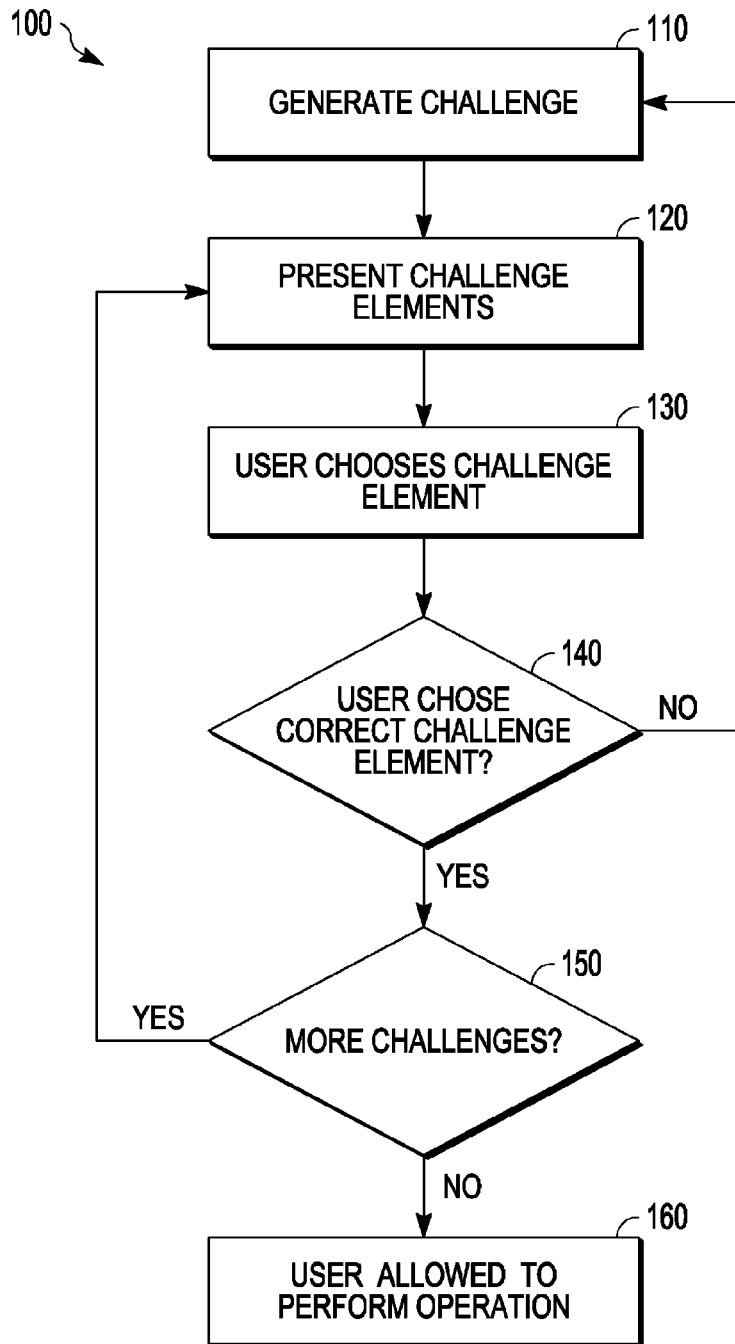 100
110
GENERATE CHALLENGE
120
PRESENT CHALLENGE
ELEMENTS
130
USER CHOOSES CHALLENGE
ELEMENT
140
USER CHOSE
CORRECT CHALLENGE
ELEMENT?
NO
YES
150
MORE CHALLENGES?
YES
NO
160
USER ALLOWED TO
PERFORM OPERATION